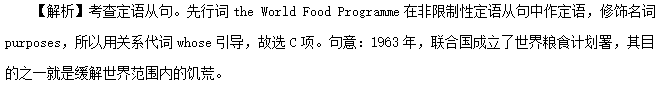 【解析】考查定语从句。先行词 the World Food Programme 在非限制性定语从句中作定语，修饰名词
purposes，所以用关系代词 whose 引导，故选 C 项。句意：1963 年，联合国成立了世界粮食计划署，其目
的之一就是缓解世界范围内的饥荒。